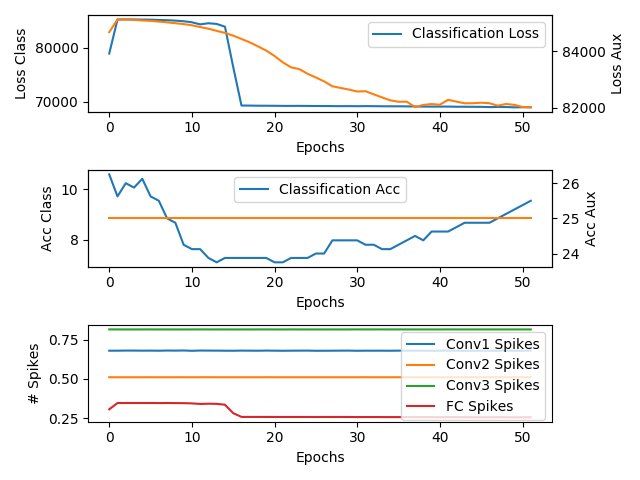 Loss Class
80000
70000
Classification Loss
84000
82000
Loss Aux
0 10 20 30 40 50
Epochs
Acc Class
10
8
Classification Acc
26
25
24
Acc Aux
0 10 20 30 40 50
Epochs
# Spikes
0.75
0.50
0.25
Conv1 Spikes
Conv2 Spikes
Conv3 Spikes
FC Spikes
0 10 20 30 40 50
Epochs